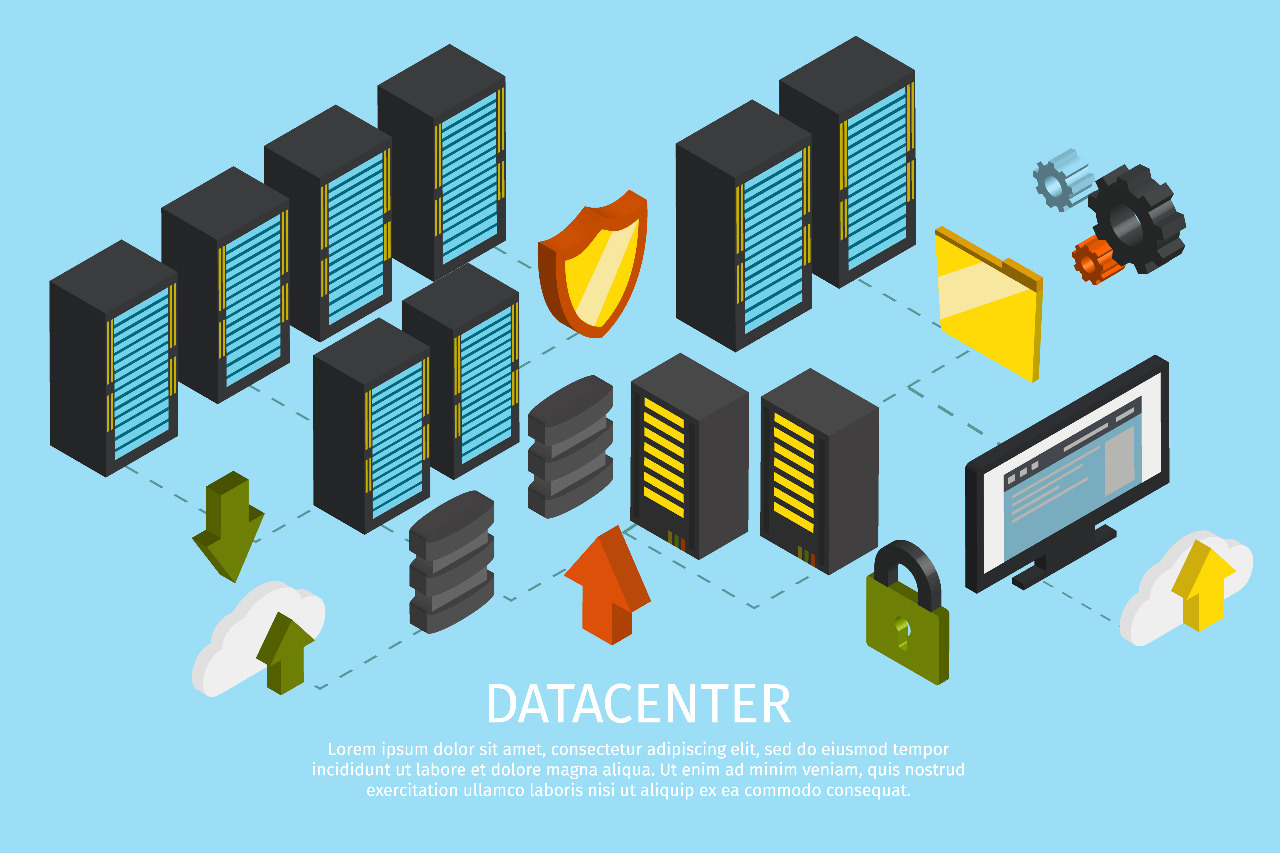 DATACENTER
Lorem ipsum dolor sit amet, consectetur adipiscing elit, sed do eiusmod tempor
incididunt ut labore et dolore magna aliqua. Ut enim ad minim veniam, quis nostrud
exercitation ullamco laboris nisi ut aliquip ex ea commodo consequat.